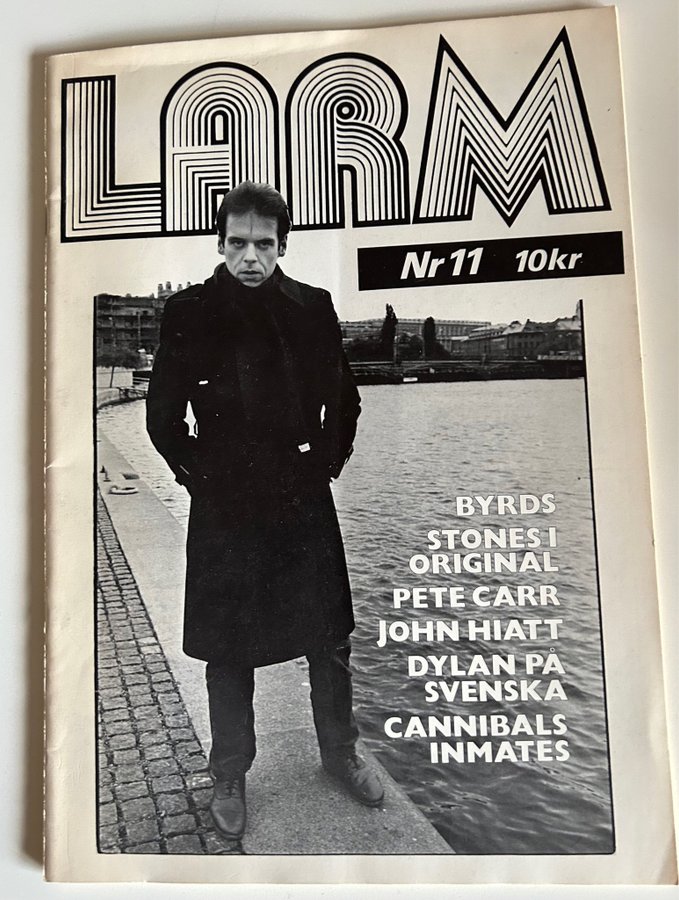 LARM
Nr 11 10kr
BYRDS
STONES I
ORIGINAL
PETE CARR
JOHN HIATT
DYLAN PÅ
SVENSKA
CANNIBALS
INMATES